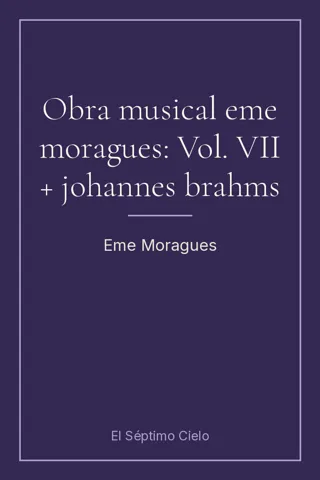 Obra musical eme
moragues: Vol. VII
+ johannes brahms
Eme Moragues
El Séptimo Cielo